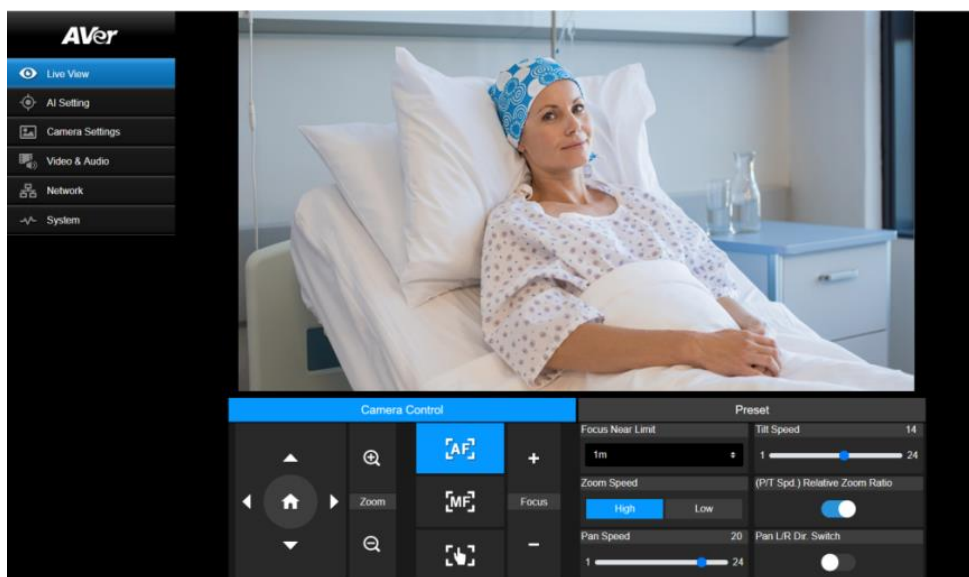 AVer
Live View
AI Setting
Camera Settings
Video & Audio
Network
System
Camera Control
Preset
Zoom
AF
MF
Focus
Focus Near Limit
1m
Zoom Speed
High Low
Pan Speed 20
1 24
Tilt Speed 14
1 24
(P/T Spd.) Relative Zoom Ratio
Pan L/R Dir. Switch